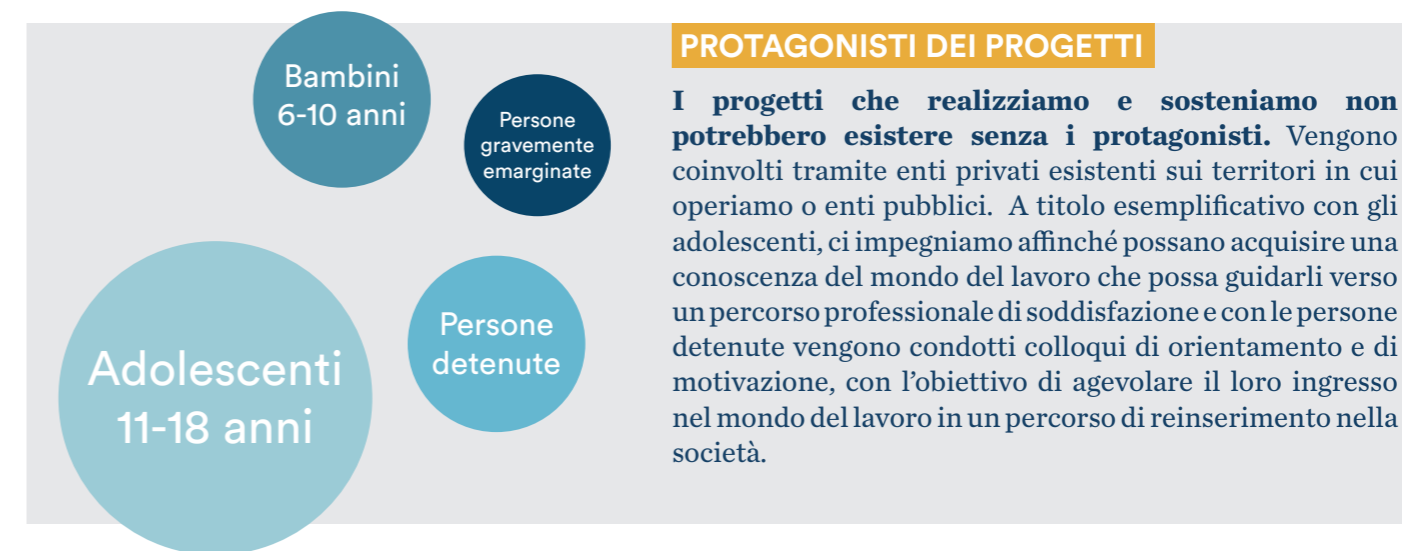 Bambini
6-10 anni
Persone
gravemente
emarginate
Adolescenti
11-18 anni
Persone
detenute
PROTAGONISTI DEI PROGETTI
I progetti che realizziamo e sosteniamo non
potrebbero esistere senza i protagonisti. Vengono
coinvolti tramite enti privati esistenti sui territori in cui
operiamo o enti pubblici.  A titolo esemplificativo con gli
adolescenti, ci impegniamo affinché possano acquisire una
conoscenza del mondo del lavoro che possa guidarli verso
un percorso professionale di soddisfazione e con le persone
detenute vengono condotti colloqui di orientamento e di
motivazione, con l’obiettivo di agevolare il loro ingresso
nel mondo del lavoro in un percorso di reinserimento nella
società.